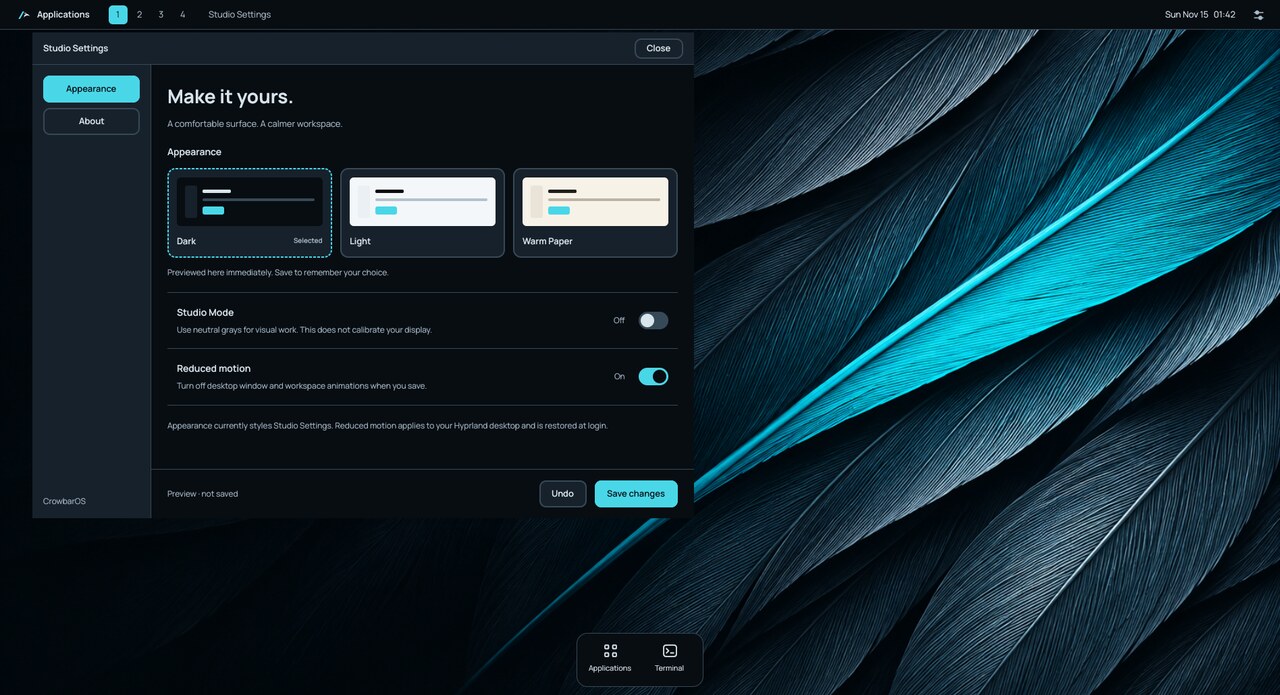 Applications 1 2 3 4 Studio Settings Sun Nov 15 01:42
Studio Settings Close
Appearance
About
Make it yours.
A comfortable surface. A calmer workspace.
Appearance
Dark Selected Light Warm Paper
Previewed here immediately. Save to remember your choice.
Studio Mode
Use neutral grays for visual work. This does not calibrate your display.
Off
Reduced motion
Turn off desktop window and workspace animations when you save.
On
Appearance currently styles Studio Settings. Reduced motion applies to your Hyprland desktop and is restored at login.
Preview · not saved Undo Save changes
CrowbarOS
Applications Terminal